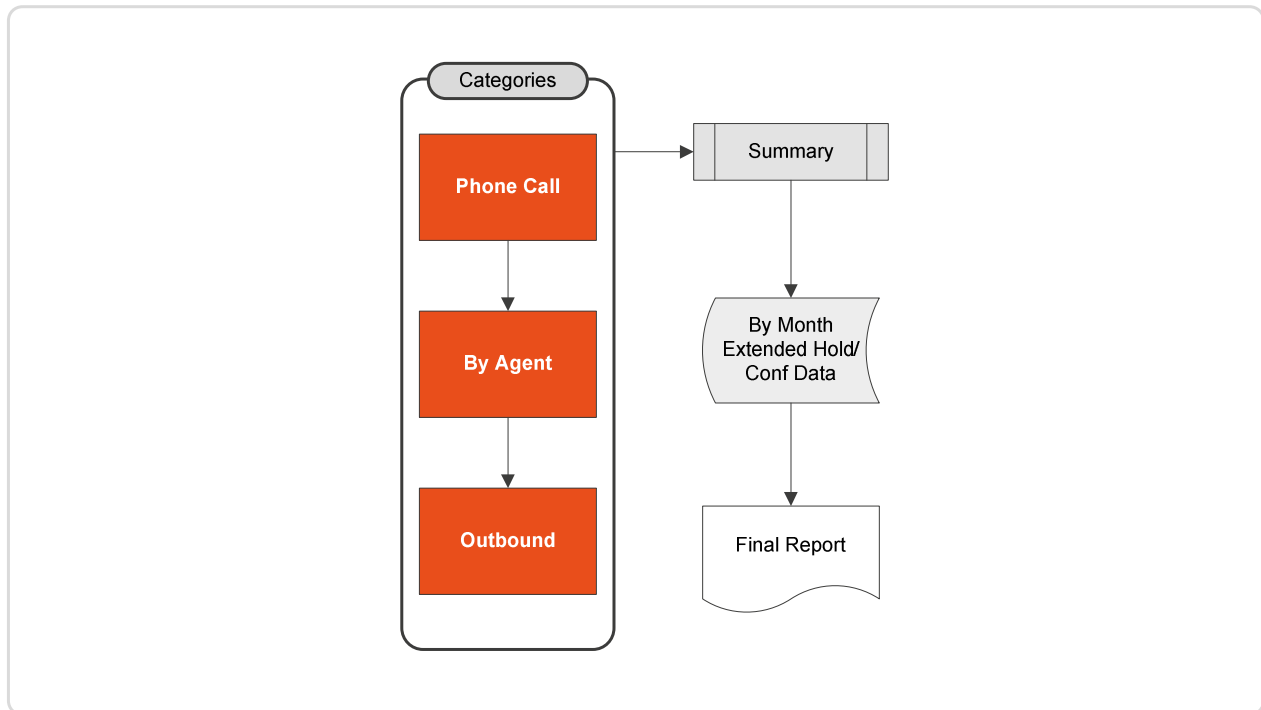 Categories
Phone Call
By Agent
Outbound
Summary
By Month
Extended Hold/
Conf Data
Final Report